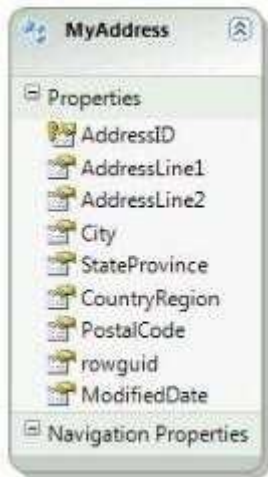 MyAddress
Properties
AddressID
AddressLine1
AddressLine2
City
StateProvince
CountryRegion
PostalCode
rowguid
ModifiedDate
Navigation Properties